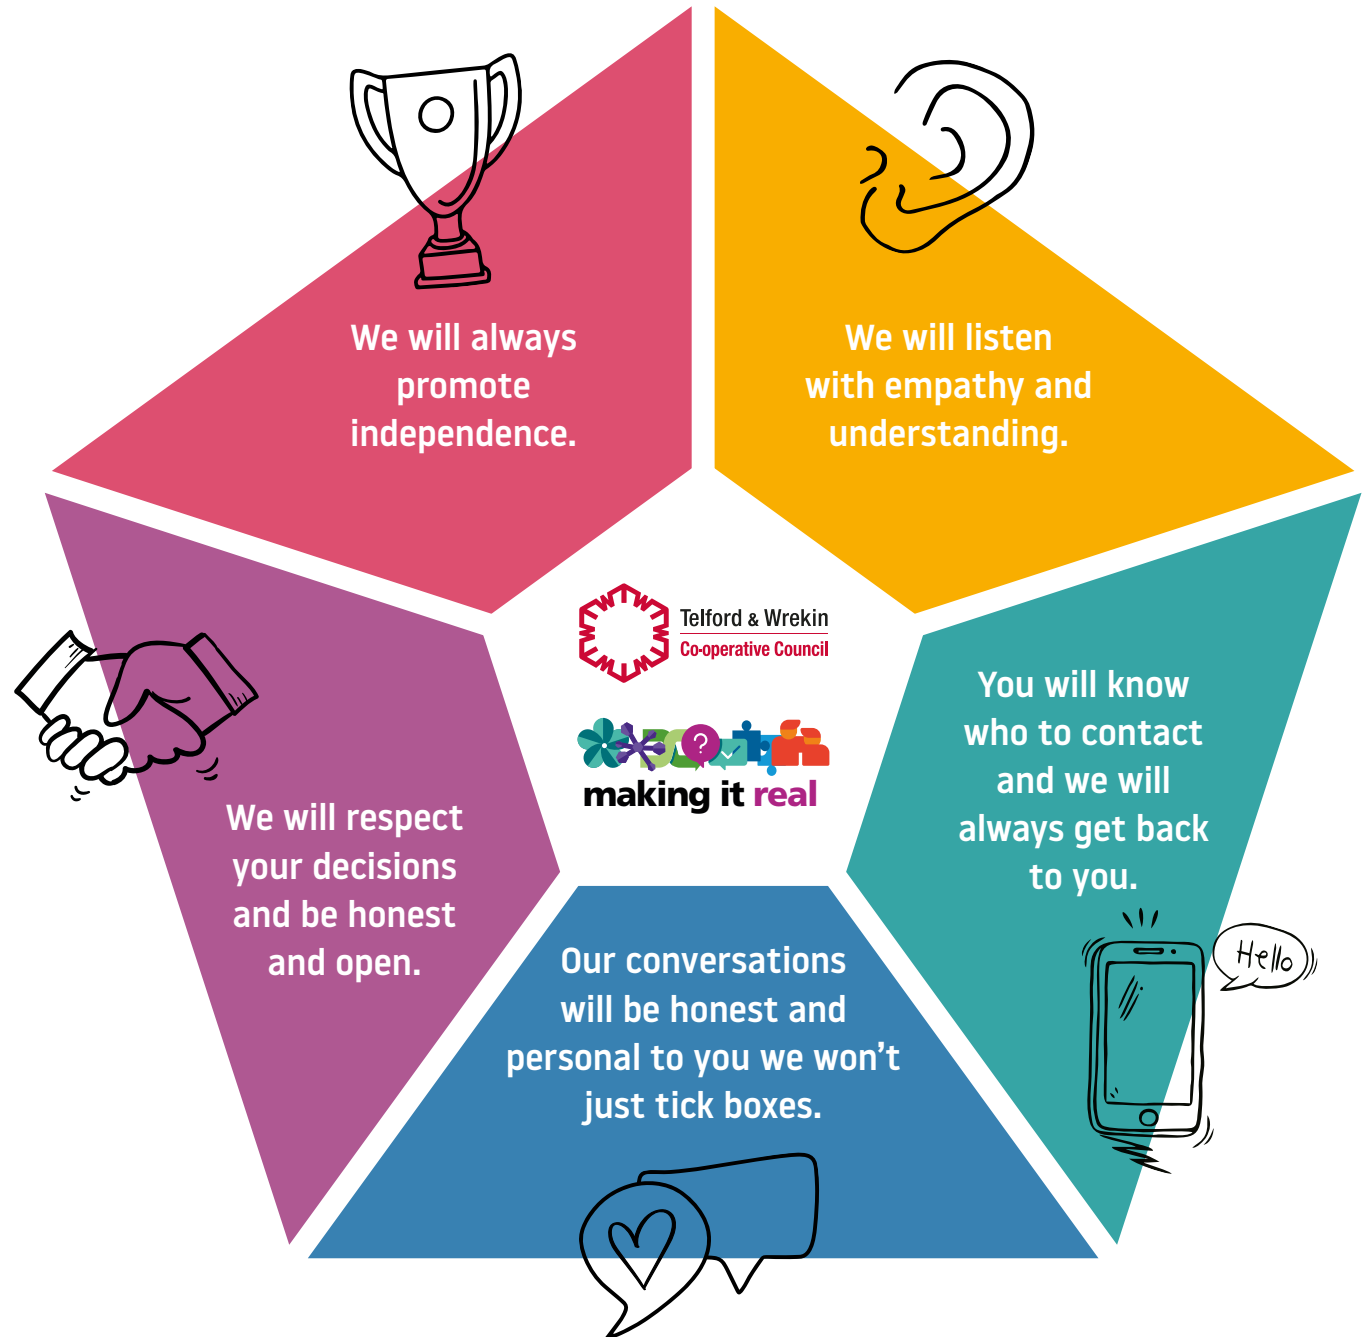 We will always
promote
independence.
We will listen
with empathy and
understanding.
Telford & Wrekin
Co-operative Council
?
making it real
You will know
who to contact
and we will
always get back
to you.
Hello
We will respect
your decisions
and be honest
and open.
Our conversations
will be honest and
personal to you we won’t
just tick boxes.